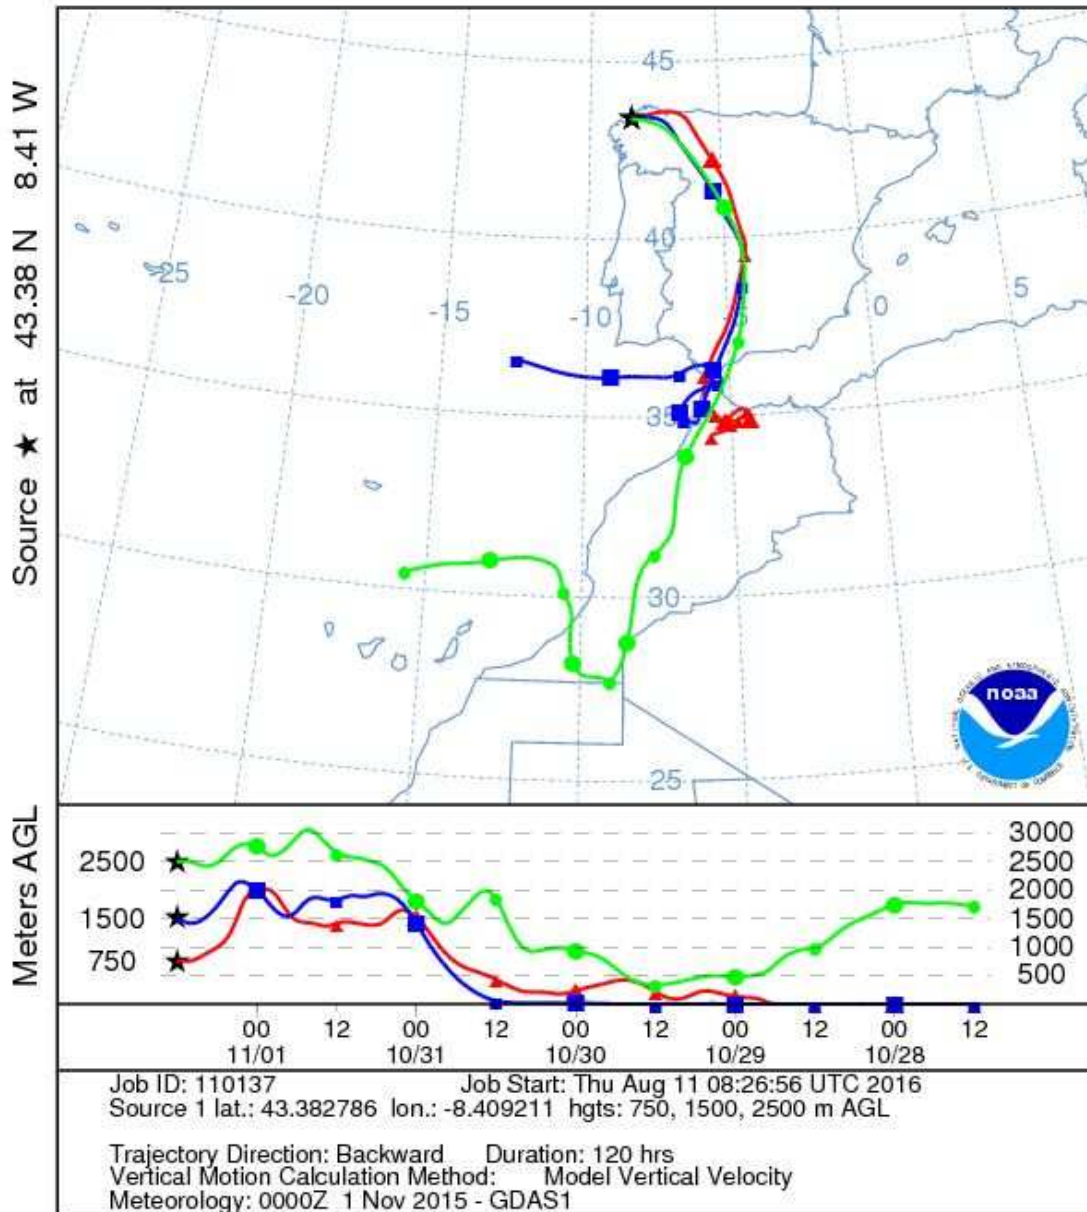 Source ★ at 43.38 N 8.41 W
45
40
-25
-20
-15
-10
-5
0
5
35
30
25
noaa
Meters AGL
3000
2500 2500
2000
1500 1500
1000
750
500
00 12 00 12 00 12 00 12 00 12
11/01 10/31 10/30 10/29 10/28
Job ID: 110137 Job Start: Thu Aug 11 08:26:56 UTC 2016
Source 1 lat.: 43.382786 lon.: -8.409211 hgts: 750, 1500, 2500 m AGL
Trajectory Direction: Backward Duration: 120 hrs
Vertical Motion Calculation Method: Model Vertical Velocity
Meteorology: 0000Z 1 Nov 2015 - GDAS1